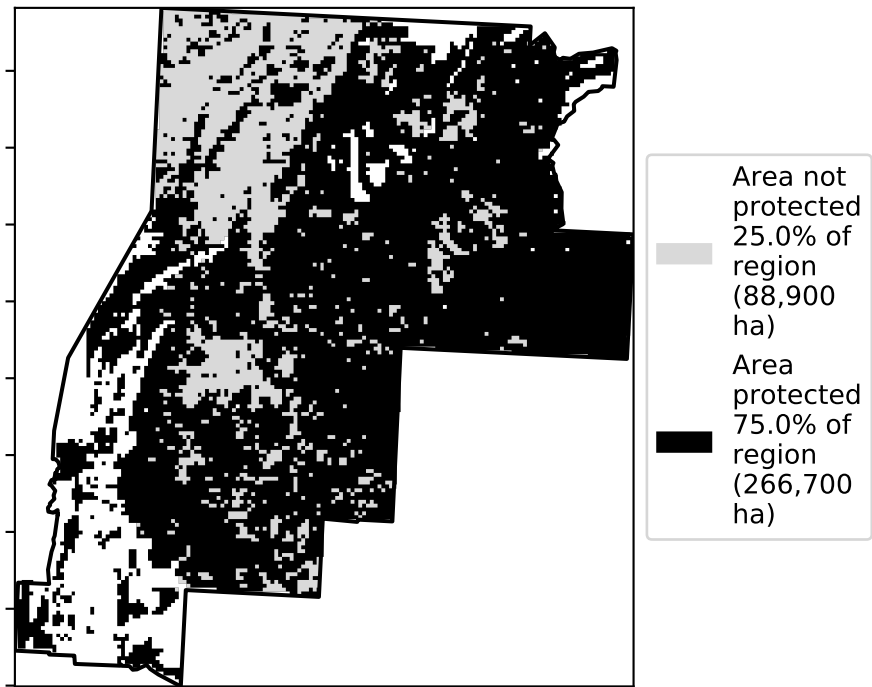 Area not
protected
25.0% of
region
(88,900
ha)
Area
protected
75.0% of
region
(266,700
ha)